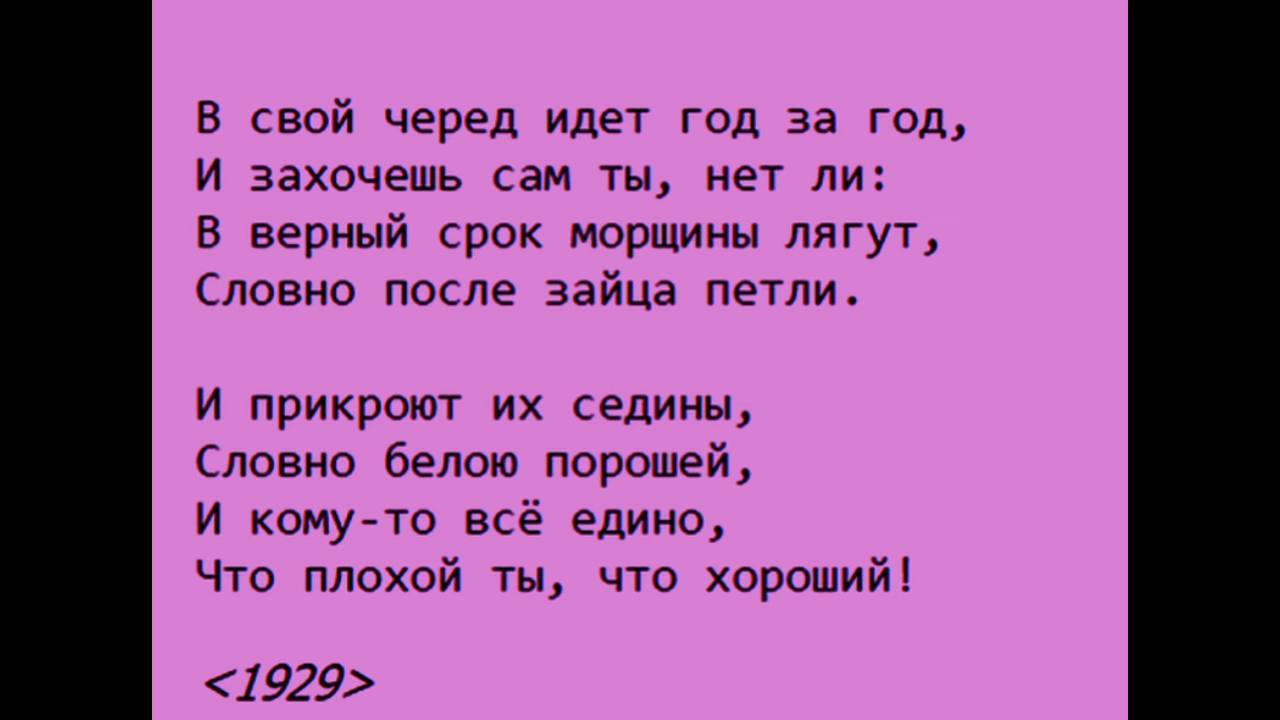 В свой черед идет год за год,
И захочешь сам ты, нет ли:
В верный срок морщины лягут,
Словно после зайца петли.
И прикроют их седины,
Словно белою порошей,
И кому-то всё едино,
Что плохой ты, что хороший!
<1929>